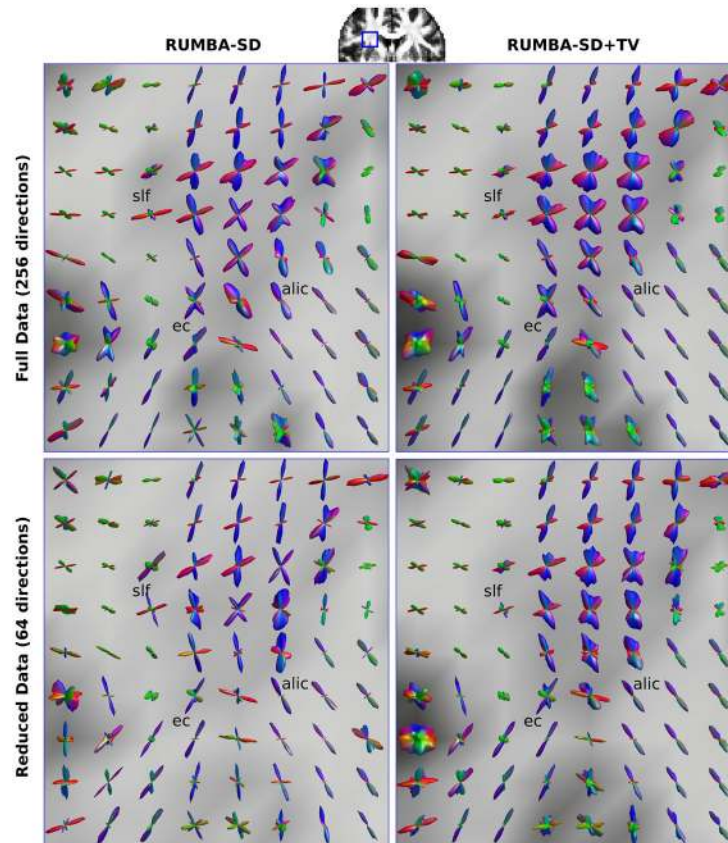 RUMBA-SD
RUMBA-SD+TV
Full Data (256 directions)
slf
alic
ec
slf
alic
ec
Reduced Data (64 directions)
slf
alic
ec
slf
alic
ec